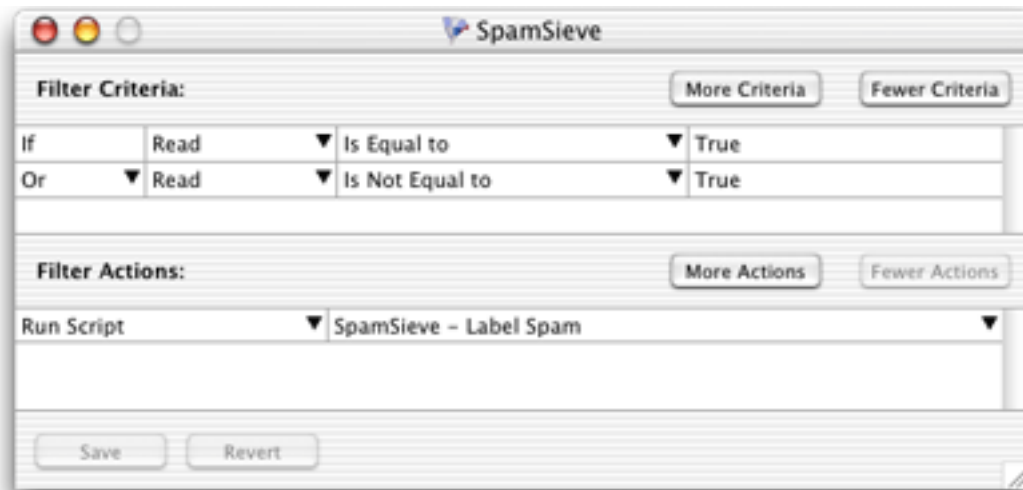 SpamSieve
Filter Criteria: More Criteria Fewer Criteria
If Read Is Equal to True
Or Read Is Not Equal to True
Filter Actions: More Actions Fewer Actions
Run Script SpamSieve – Label Spam
Save Revert